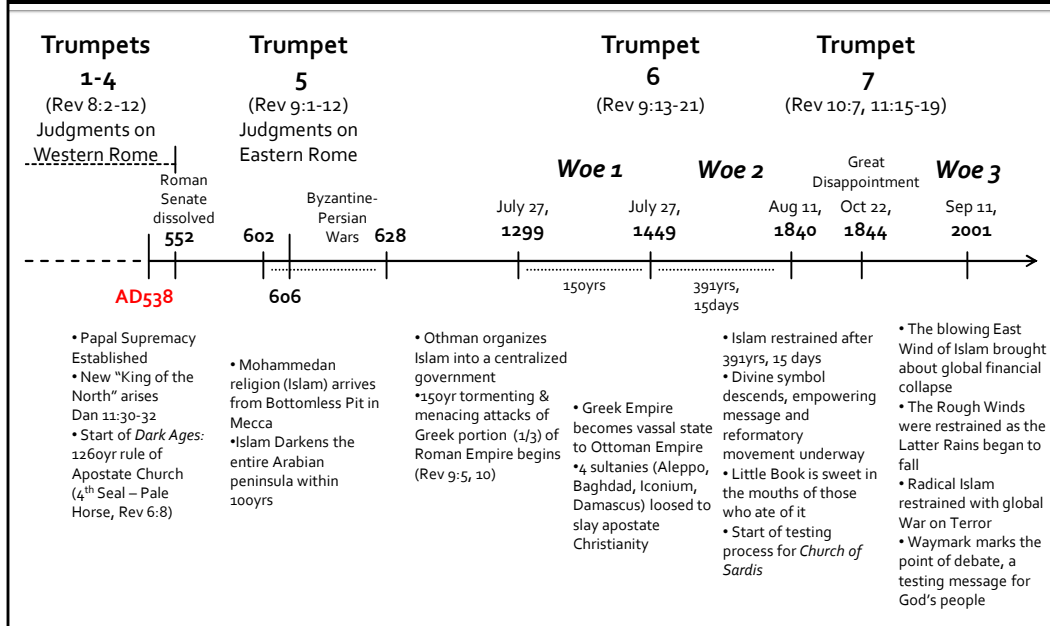 Trumpets
1-4
(Rev 8:2-12)
Judgments on
Western Rome
Trumpet
5
(Rev 9:1-12)
Judgments on
Eastern Rome
Trumpet
6
(Rev 9:13-21)
Trumpet
7
(Rev 10:7, 11:15-19)
Woe 1
Woe 2
Great
Disappointment
Woe 3
Roman
Senate
dissolved
552
602
Byzantine-
Persian
Wars
628
July 27,
1299
July 27,
1449
Aug 11,
1840
Oct 22,
1844
Sep 11,
2001
AD538
606
150yrs
391yrs,
15days
• Papal Supremacy
Established
• New “King of the
North” arises
Dan 11:30-32
• Start of Dark Ages:
1260yr rule of
Apostate Church
(4th Seal – Pale
Horse, Rev 6:8)
• Mohammedan
religion (Islam) arrives
from Bottomless Pit in
Mecca
•Islam Darkens the
entire Arabian
peninsula within
100yrs
• Othman organizes
Islam into a centralized
government
•150yr tormenting &
menacing attacks of
Greek portion (1/3) of
Roman Empire begins
(Rev 9:5, 10)
• Greek Empire
becomes vassal state
to Ottoman Empire
•4 sultanies (Aleppo,
Baghdad, Iconium,
Damascus) loosed to
slay apostate
Christianity
• Islam restrained after
391yrs, 15 days
• Divine symbol
descends, empowering
message and
reformatory
movement underway
• Little Book is sweet in
the mouths of those
who ate of it
• Start of testing
process for Church of
Sardis
• The blowing East
Wind of Islam brought
about global financial
collapse
• The Rough Winds
were restrained as the
Latter Rains began to
fall
• Radical Islam
restrained with global
War on Terror
• Waymark marks the
point of debate, a
testing message for
God’s people